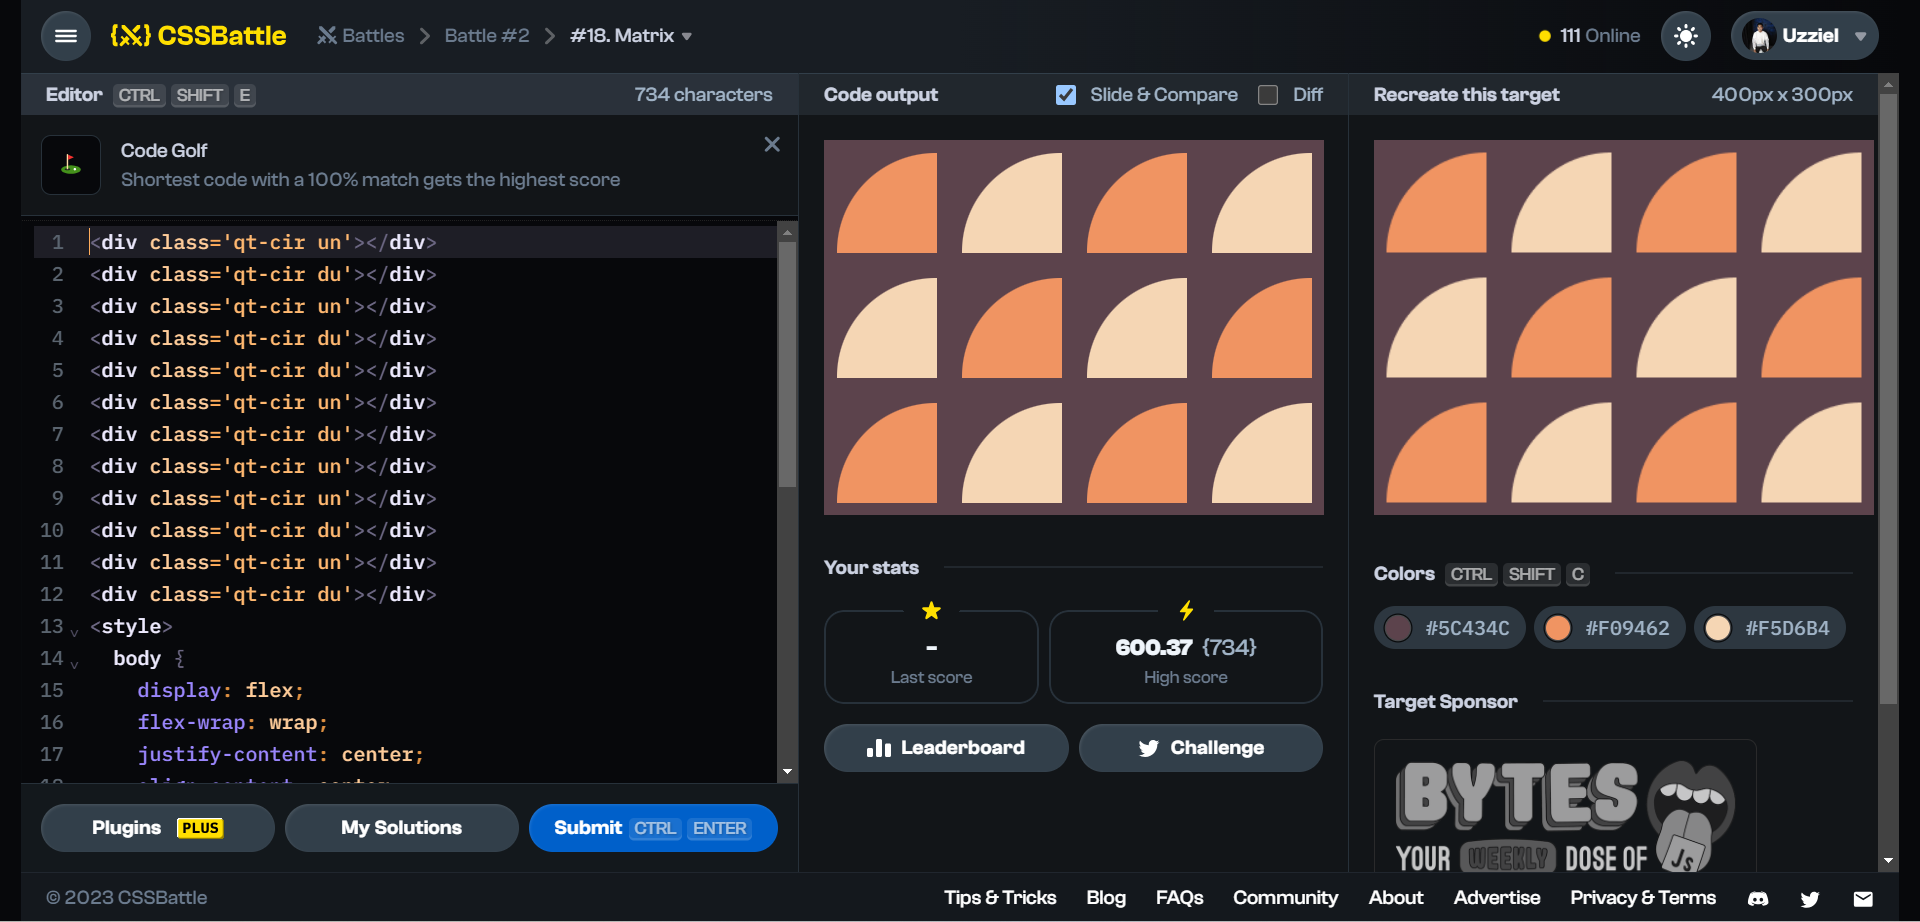 {X} CSSBattle
Battles > Battle #2 > #18. Matrix
111 Online
Uzziel
Editor CTRL SHIFT E
734 characters
Code Golf
Shortest code with a 100% match gets the highest score
1 <div class='qt-cir un'></div>
2 <div class='qt-cir du'></div>
3 <div class='qt-cir un'></div>
4 <div class='qt-cir du'></div>
5 <div class='qt-cir du'></div>
6 <div class='qt-cir un'></div>
7 <div class='qt-cir du'></div>
8 <div class='qt-cir un'></div>
9 <div class='qt-cir un'></div>
10 <div class='qt-cir du'></div>
11 <div class='qt-cir un'></div>
12 <div class='qt-cir du'></div>
13 <style>
14 body {
15 display: flex;
16 flex-wrap: wrap;
17 justify-content: center;
Plugins PLUS
My Solutions
Submit CTRL ENTER
Code output
Slide & Compare
Diff
Your stats
-
Last score
600.37 {734}
High score
Leaderboard
Challenge
Recreate this target
400px x 300px
Colors CTRL SHIFT C
#5C434C
#F09462
#F5D6B4
Target Sponsor
BYTES
YOUR WEEKLY DOSE OF JS
© 2023 CSSBattle
Tips & Tricks
Blog
FAQs
Community
About
Advertise
Privacy & Terms